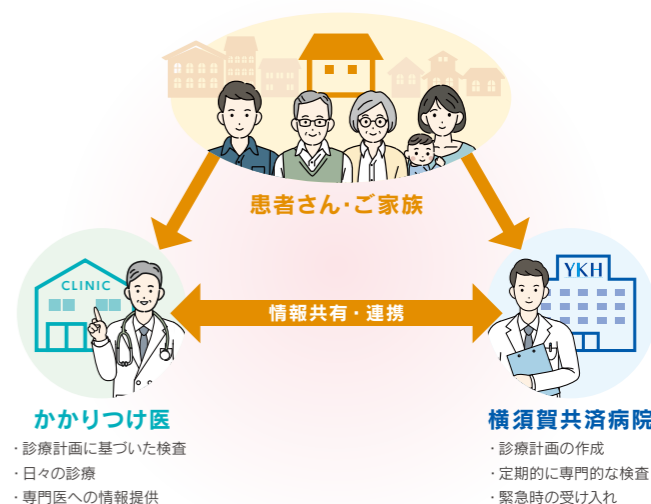 患者さん・ご家族
CLINIC
YKH
情報共有・連携
かかりつけ医
・診療計画に基づいた検査
・日々の診療
・専門医への情報提供
横須賀共済病院
・診療計画の作成
・定期的に専門的な検査
・緊急時の受け入れ